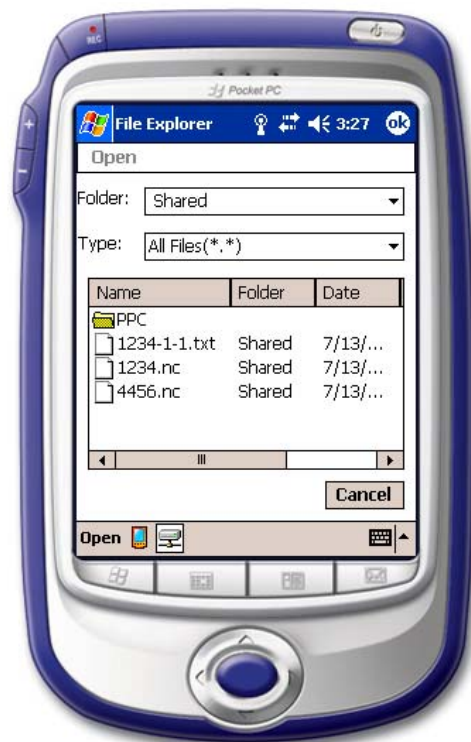 REC
Pocket PC
File Explorer 3:27 ok
Open
Folder: Shared
Type: All Files(*.*)
Name Folder Date
PPC
1234-1-1.txt Shared 7/13/...
1234.nc Shared 7/13/...
4456.nc Shared 7/13/...
Cancel
Open